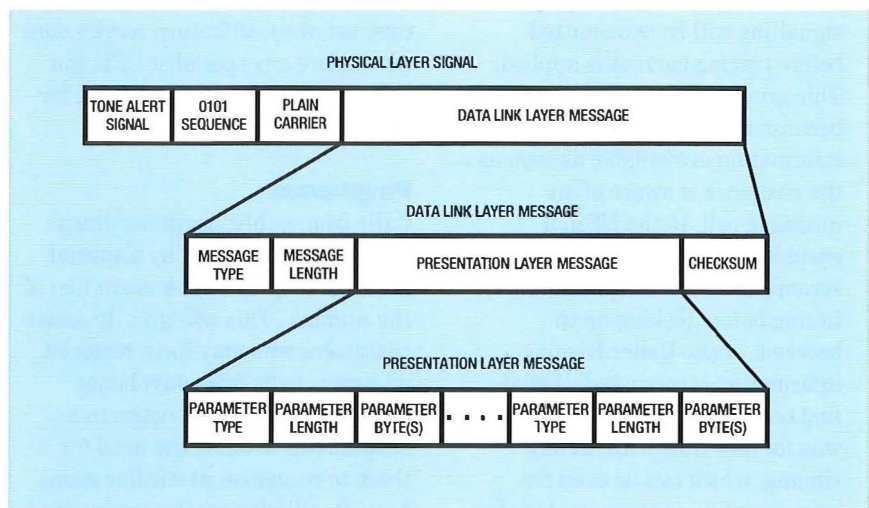 PHYSICAL LAYER SIGNAL
TONE ALERT SIGNAL
0101 SEQUENCE
PLAIN CARRIER
DATA LINK LAYER MESSAGE
DATA LINK LAYER MESSAGE
MESSAGE TYPE
MESSAGE LENGTH
PRESENTATION LAYER MESSAGE
CHECKSUM
PRESENTATION LAYER MESSAGE
PARAMETER TYPE
PARAMETER LENGTH
PARAMETER BYTE(S)
. . . .
PARAMETER TYPE
PARAMETER LENGTH
PARAMETER BYTE(S)